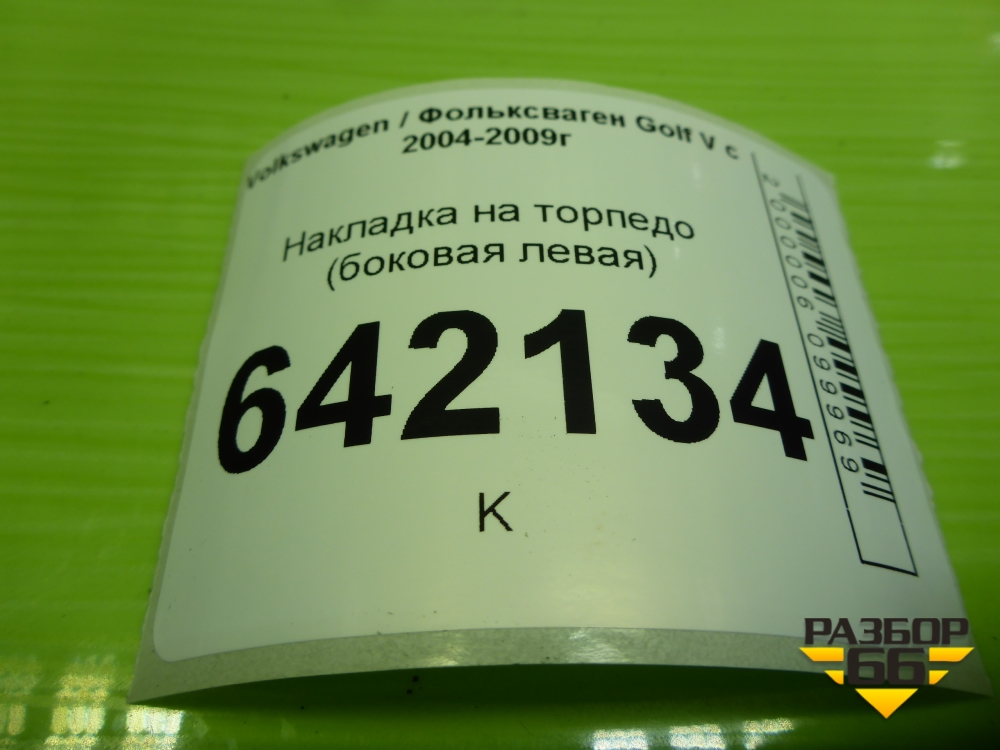 Volkswagen / Фольксваген Golf V с
2004-2009г
Накладка на торпедо
(боковая левая)
642134
К
РАЗБОР
66